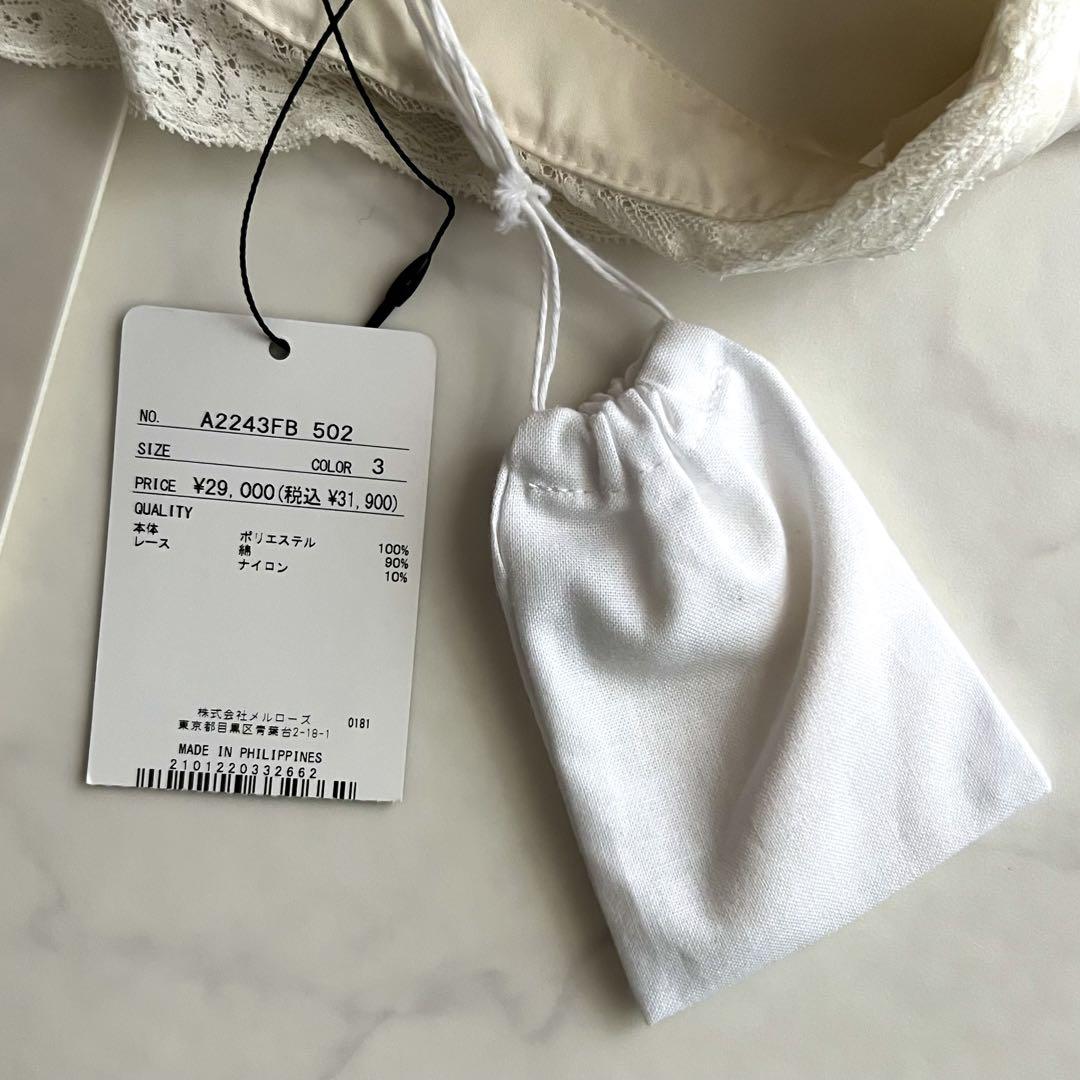 NO. A2243FB 502
SIZE
COLOR 3
PRICE ¥29,000(税込 ¥31,900)
QUALITY
本体 ポリエステル 100%
レース 綿 90%
ナイロン 10%
株式会社メルローズ 0181
東京都目黒区青葉台2-18-1
MADE IN PHILIPPINES
2101220332662